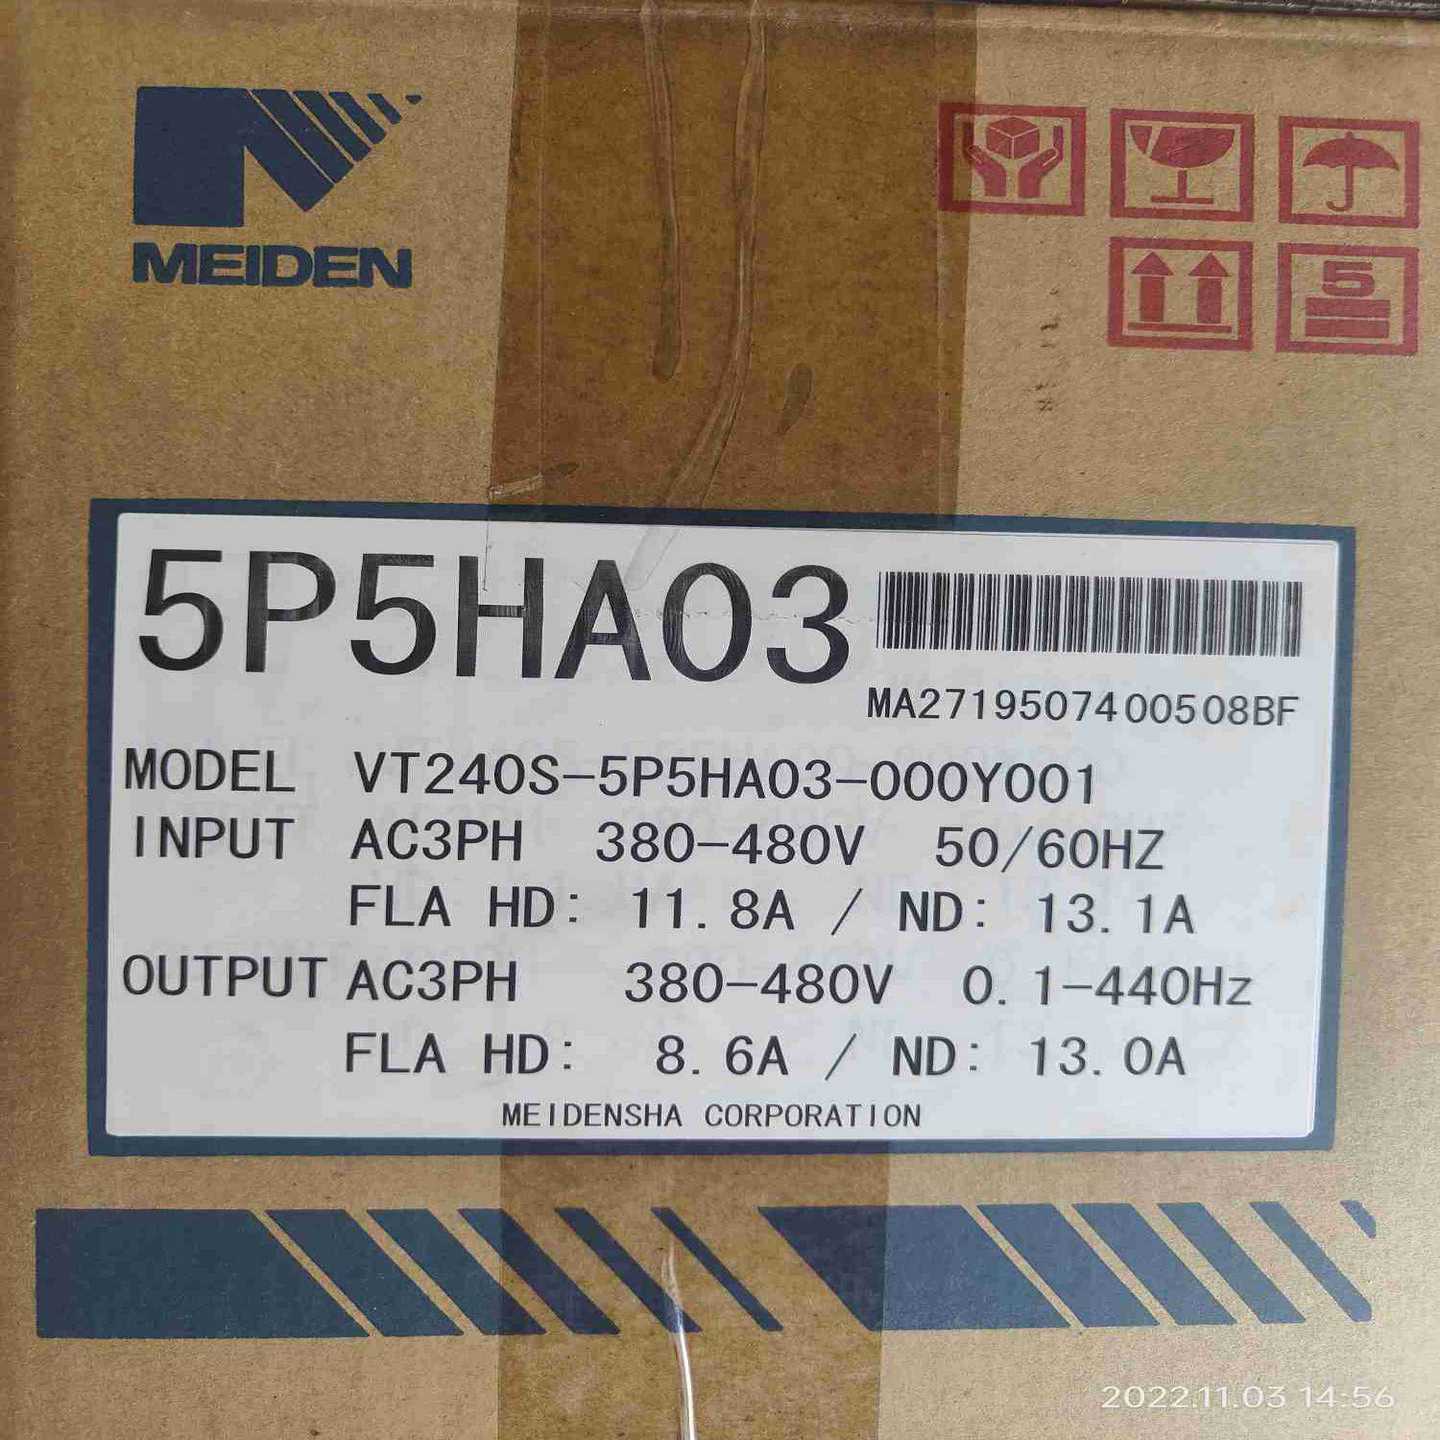 MEIDEN
5
5P5HA03
MA2719507400508BF
MODEL VT240S-5P5HA03-000Y001
INPUT AC3PH 380-480V 50/60HZ
FLA HD: 11.8A / ND: 13.1A
OUTPUT AC3PH 380-480V 0.1-440Hz
FLA HD: 8.6A / ND: 13.0A
MEIDENSHA CORPORATION
2022.11.03 14:56